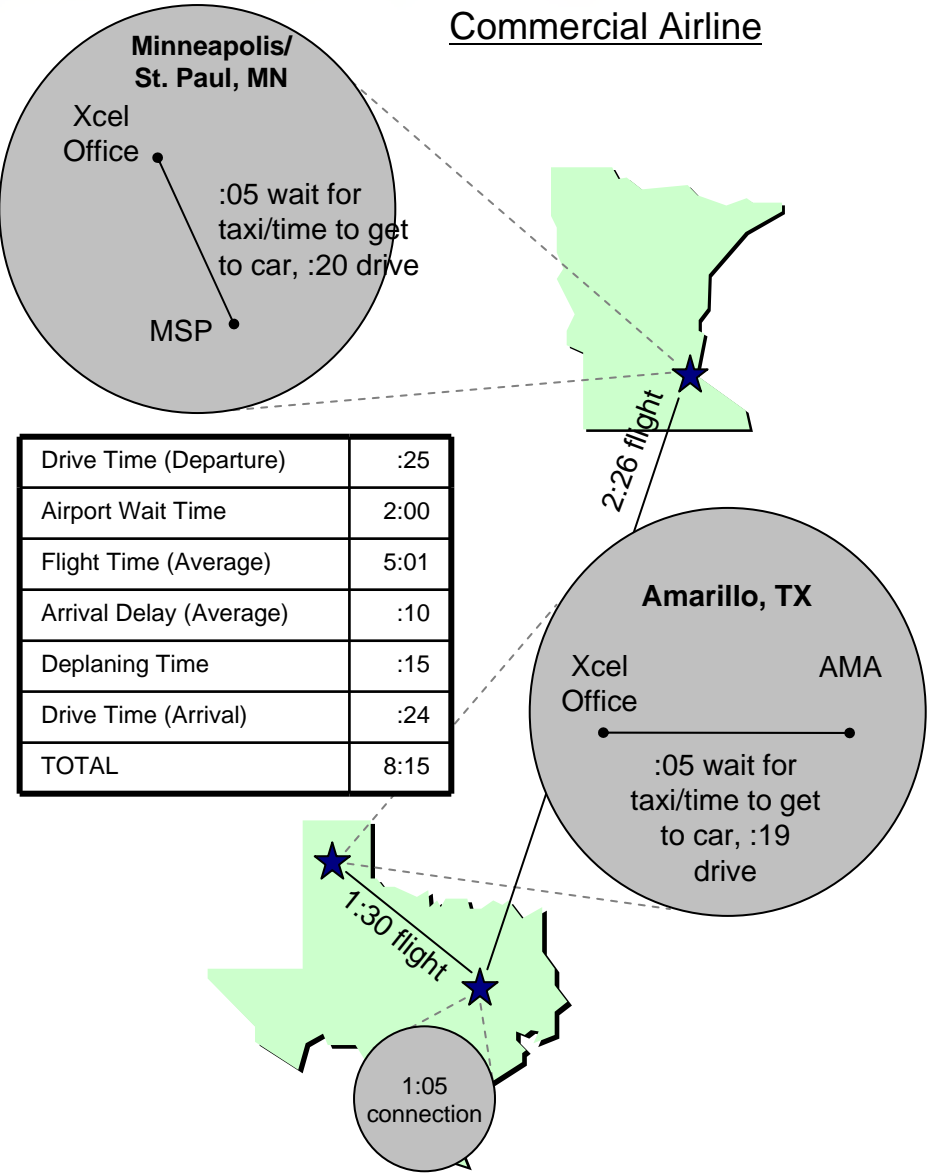 Commercial Airline
Minneapolis/
St. Paul, MN
Xcel
Office
:05 wait for
taxi/time to get
to car, :20 drive
MSP
2:26 flight
Drive Time (Departure) :25
Airport Wait Time 2:00
Flight Time (Average) 5:01
Arrival Delay (Average) :10
Deplaning Time :15
Drive Time (Arrival) :24
TOTAL 8:15
Amarillo, TX
Xcel
Office
AMA
:05 wait for
taxi/time to get
to car, :19
drive
1:30 flight
1:05
connection